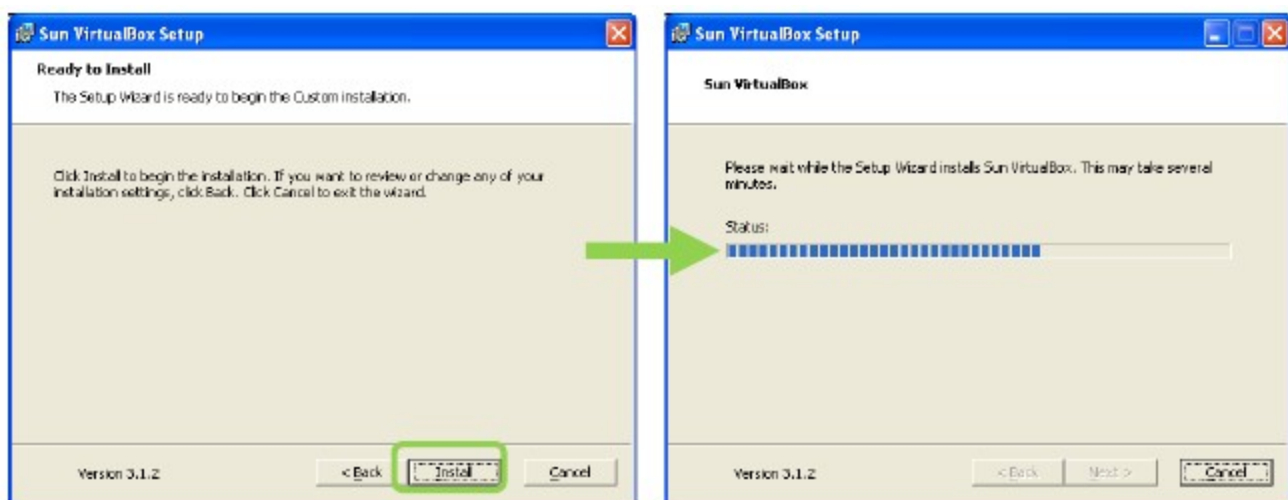 Sun VirtualBox Setup
Ready to Install
The Setup Wizard is ready to begin the Custom installation.
Click Install to begin the installation. If you want to review or change any of your
installation settings, click Back. Click Cancel to exit the wizard.
Version 3.1.2
< Back
Install
Cancel
Sun VirtualBox Setup
Sun VirtualBox
Please wait while the Setup Wizard installs Sun VirtualBox. This may take several
minutes.
Status:
Version 3.1.2
< Back
Next >
Cancel